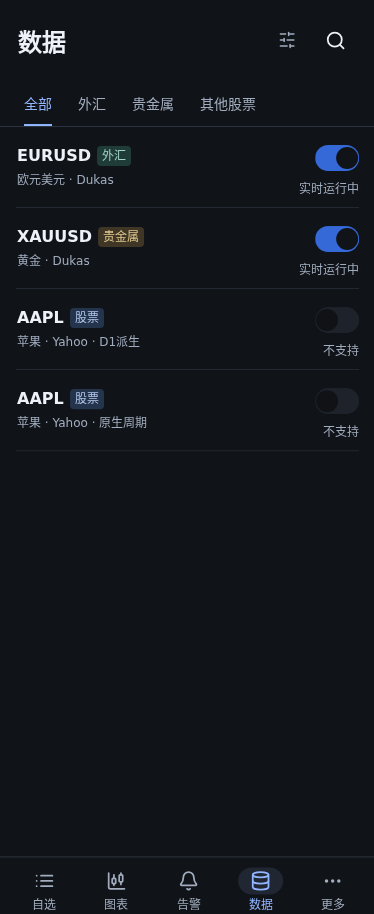 数据
全部 外汇 贵金属 其他股票
EURUSD 外汇
欧元美元 · Dukas
实时运行中
XAUUSD 贵金属
黄金 · Dukas
实时运行中
AAPL 股票
苹果 · Yahoo · D1派生
不支持
AAPL 股票
苹果 · Yahoo · 原生周期
不支持
自选 图表 告警 数据 更多